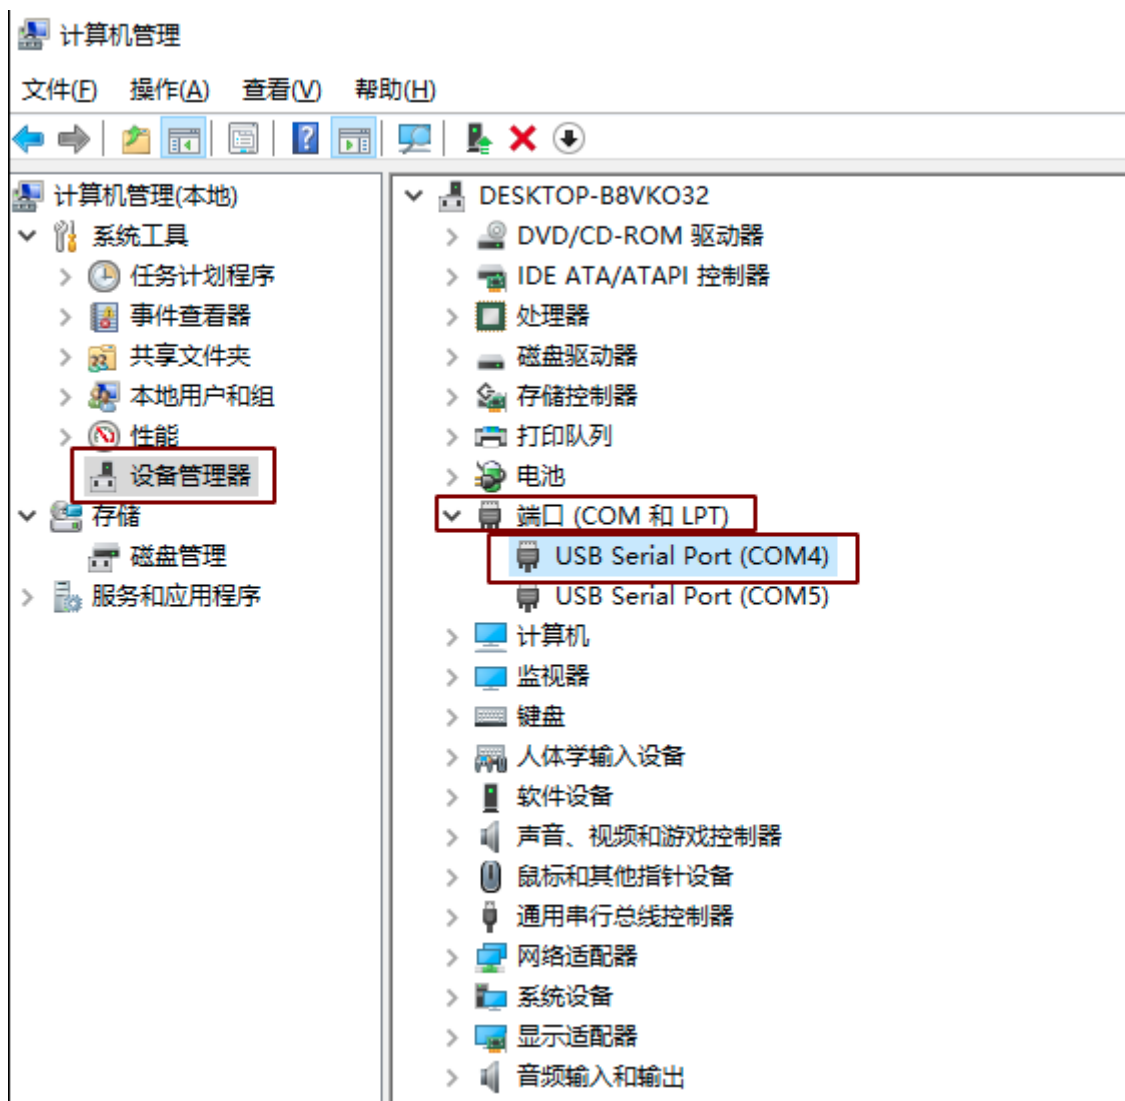 计算机管理
文件(F) 操作(A) 查看(V) 帮助(H)
计算机管理(本地)
系统工具
任务计划程序
事件查看器
共享文件夹
本地用户和组
性能
设备管理器
存储
磁盘管理
服务和应用程序
DESKTOP-B8VKO32
DVD/CD-ROM 驱动器
IDE ATA/ATAPI 控制器
处理器
磁盘驱动器
存储控制器
打印队列
电池
端口 (COM 和 LPT)
USB Serial Port (COM4)
USB Serial Port (COM5)
计算机
监视器
键盘
人体学输入设备
软件设备
声音、视频和游戏控制器
鼠标和其他指针设备
通用串行总线控制器
网络适配器
系统设备
显示适配器
音频输入和输出